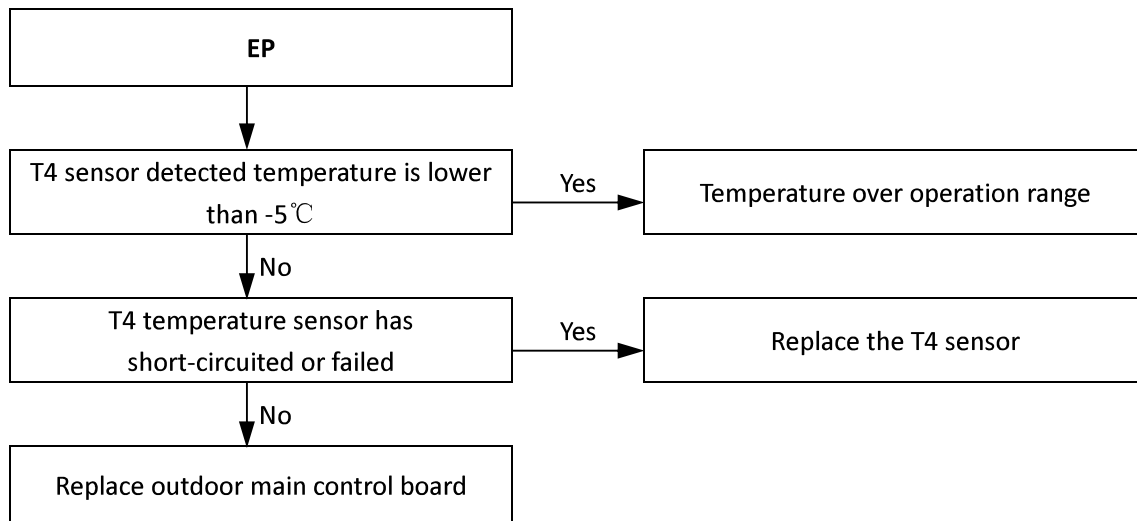 EP
T4 sensor detected temperature is lower
than -5℃
Yes
Temperature over operation range
No
T4 temperature sensor has
short-circuited or failed
Yes
Replace the T4 sensor
No
Replace outdoor main control board